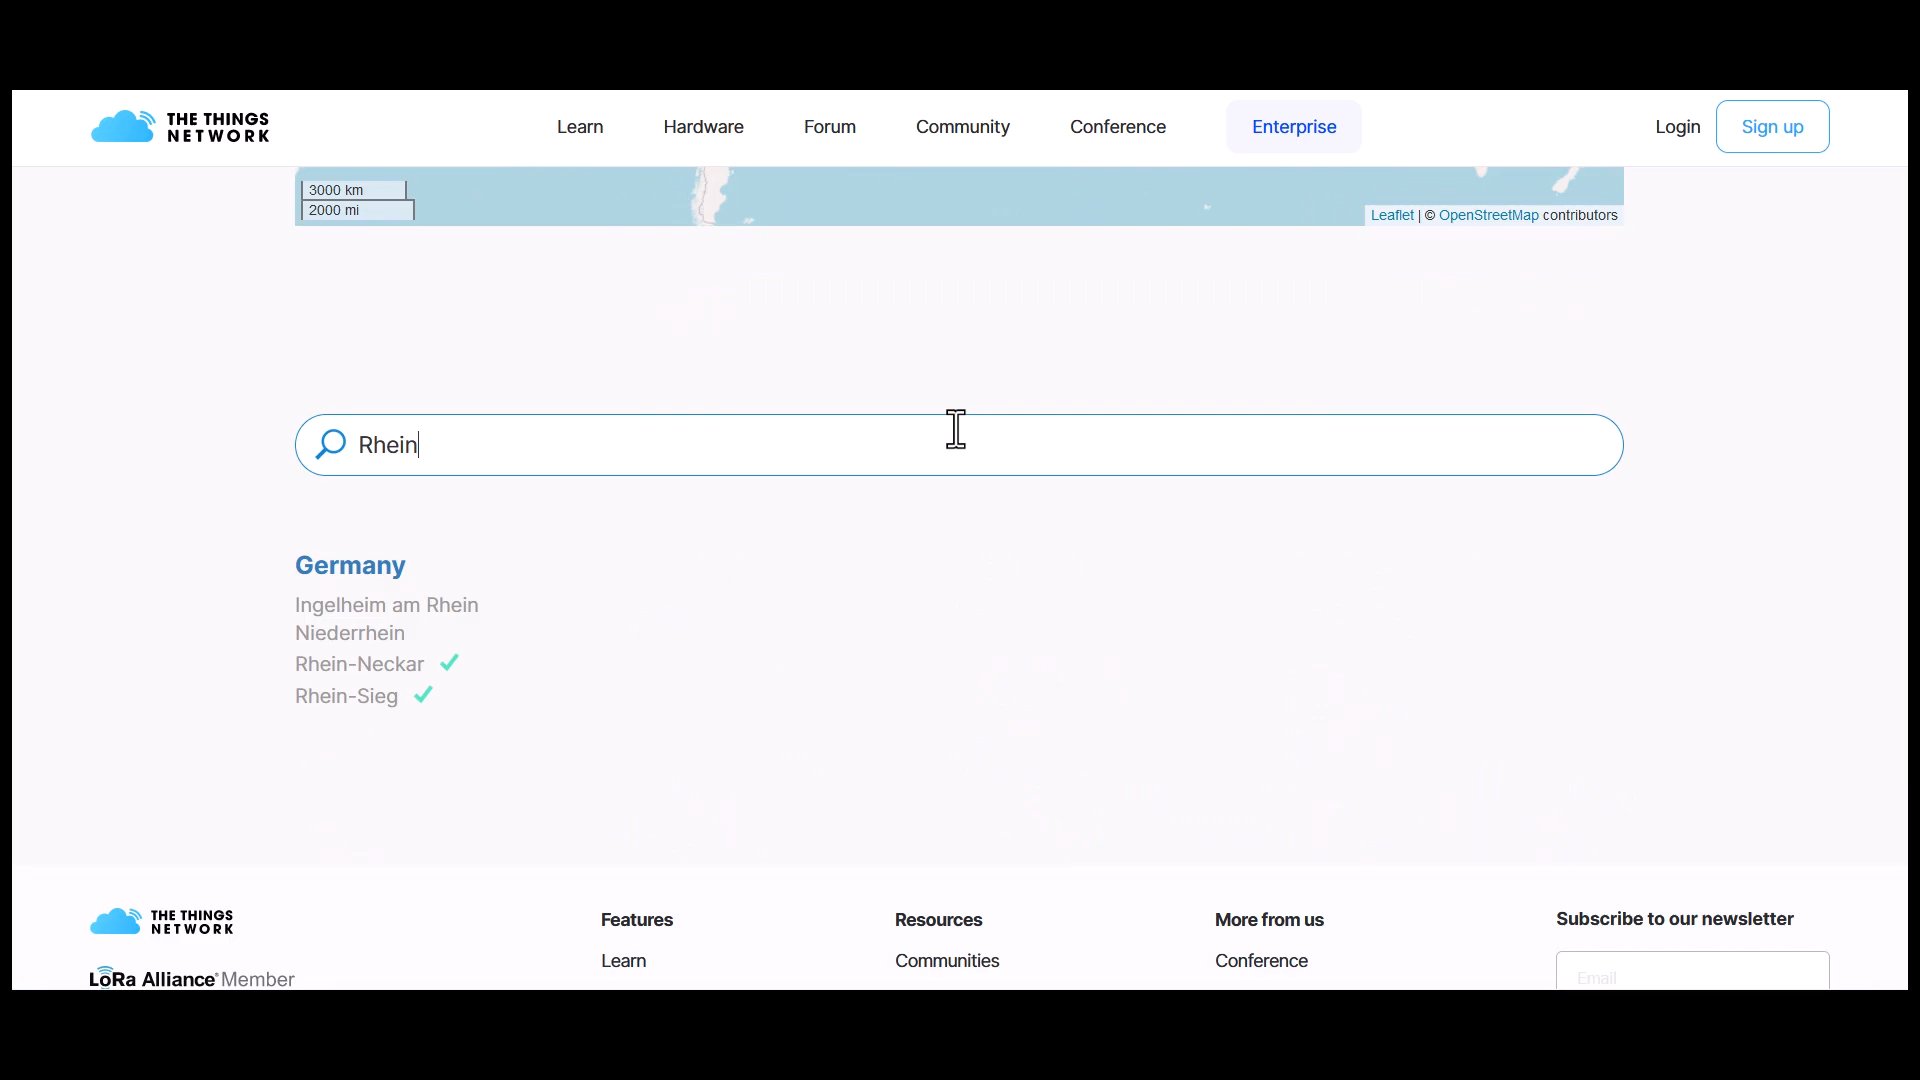 THE THINGS
NETWORK
Learn
Hardware
Forum
Community
Conference
Enterprise
Login
Sign up
3000 km
2000 mi
Leaflet | © OpenStreetMap contributors
Rhein
Germany
Ingelheim am Rhein
Niederrhein
Rhein-Neckar
Rhein-Sieg
THE THINGS
NETWORK
LoRa Alliance® Member
Features
Learn
Resources
Communities
More from us
Conference
Subscribe to our newsletter
Email